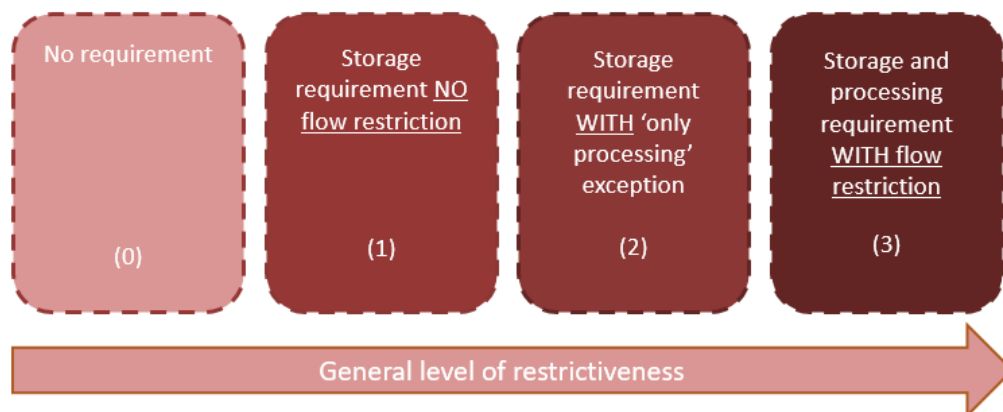 No requirement
(0)
Storage
requirement NO
flow restriction
(1)
Storage
requirement
WITH ‘only
processing’
exception
(2)
Storage and
processing
requirement
WITH flow
restriction
(3)
General level of restrictiveness